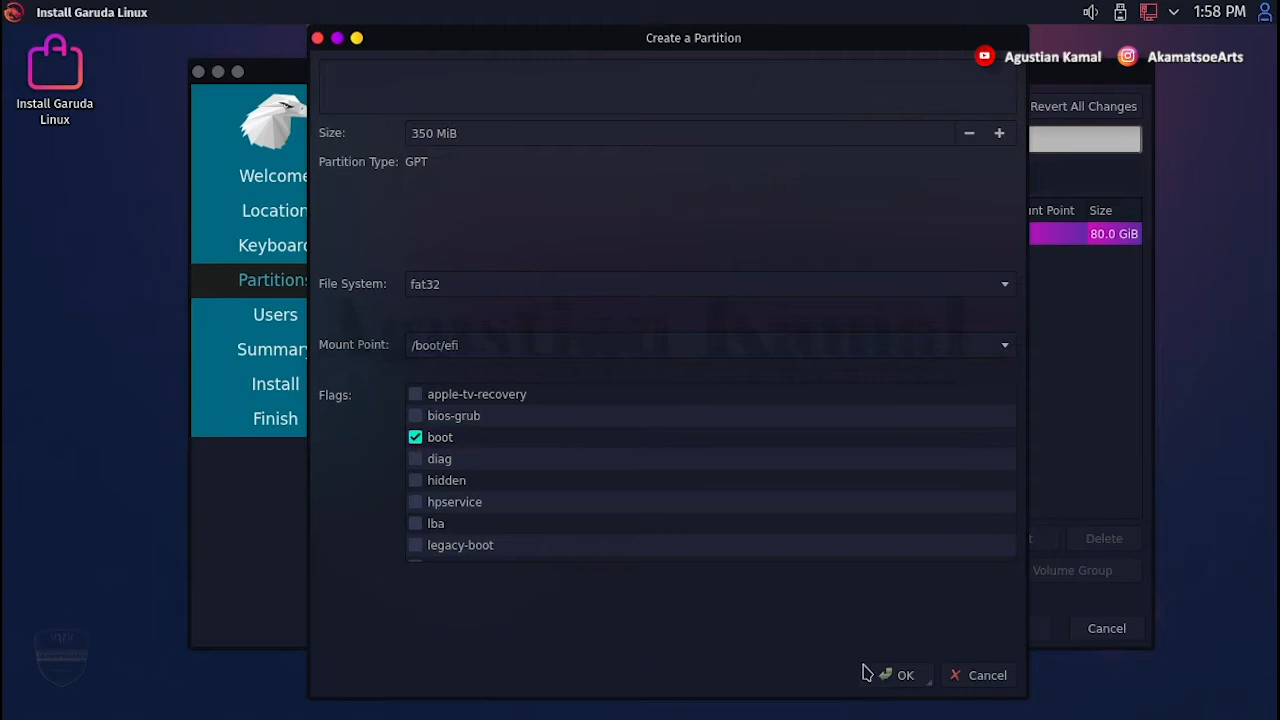 Install Garuda Linux
1:58 PM
Create a Partition
Agustian Kamal
AkamatsoeArts
Install Garuda
Linux
Revert All Changes
Size:
350 MiB
Partition Type:
GPT
Welcome
Location
Keyboard
Partitions
Users
Summary
Install
Finish
unt Point
Size
80.0 GiB
File System:
fat32
Agustian Kamal
Mount Point:
/boot/efi
Flags:
apple-tv-recovery
bios-grub
boot
diag
hidden
hpservice
lba
legacy-boot
t
Delete
Volume Group
Cancel
OK
Cancel